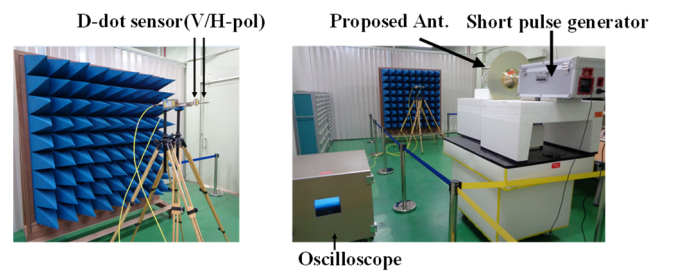 D-dot sensor(V/H-pol)
Proposed Ant.
Short pulse generator
Oscilloscope